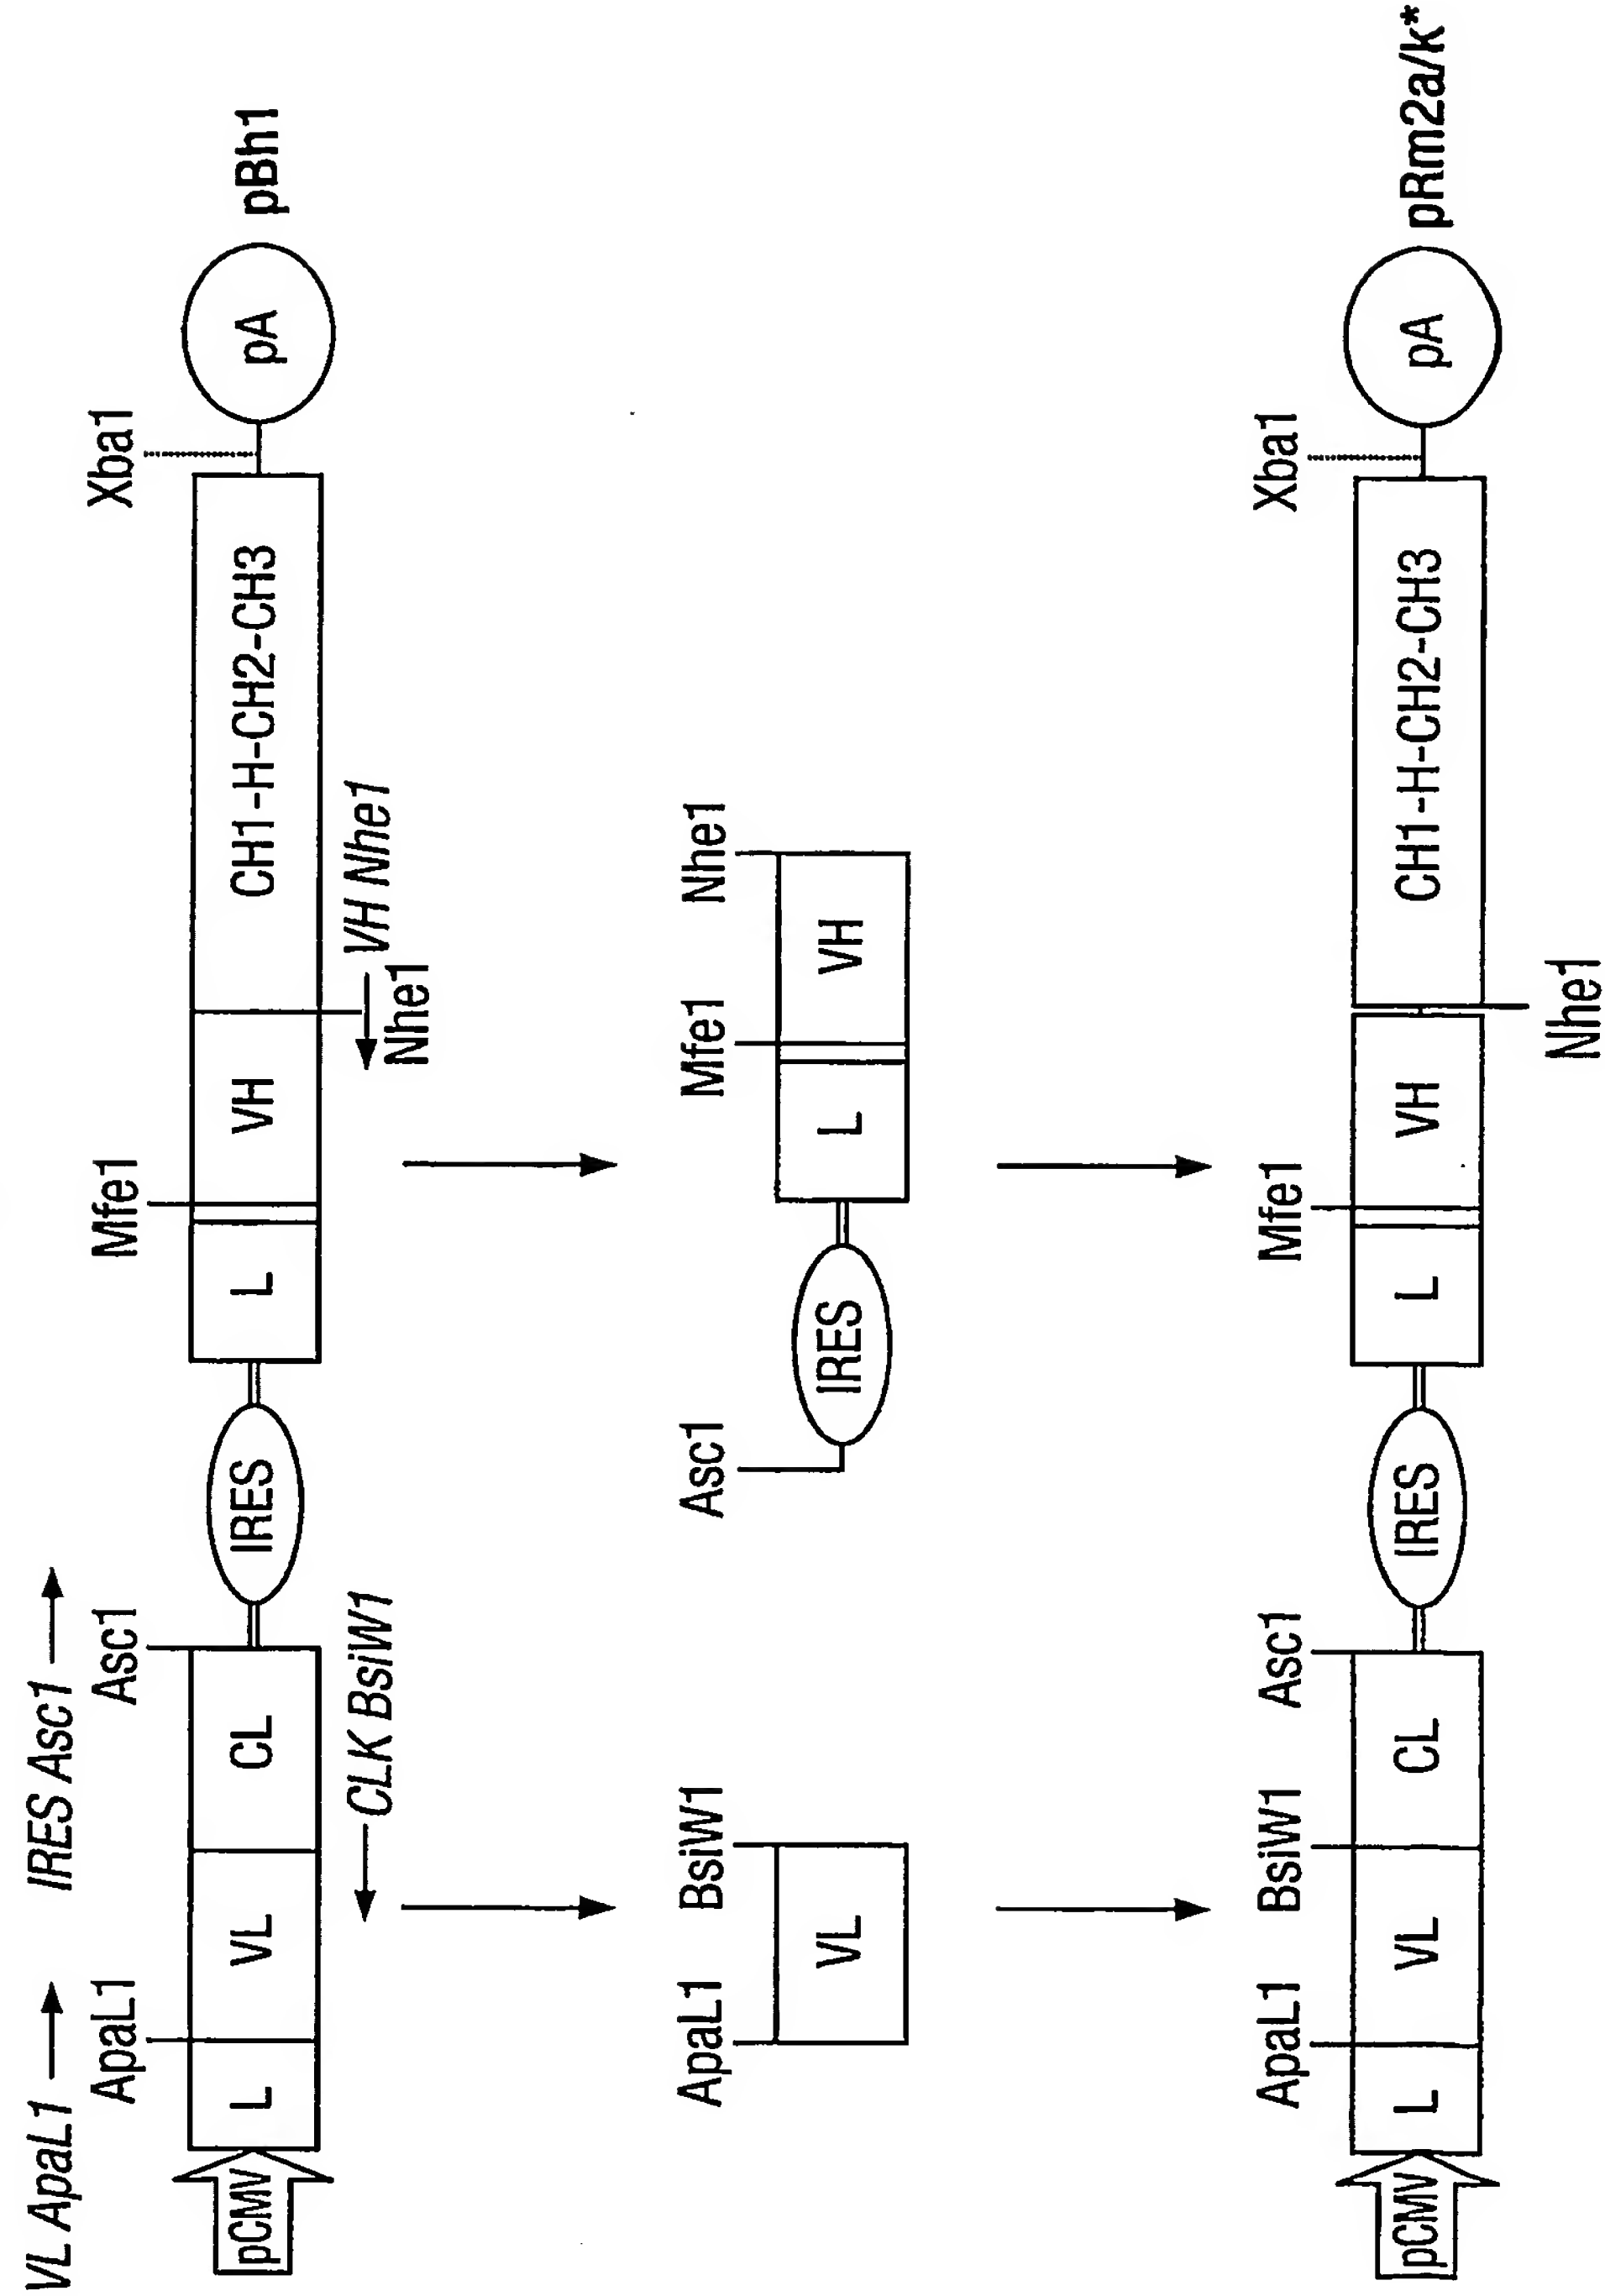 VL ApaL1
IRES Asc1
ApaL1
Asc1
Mfe1
Xba1
pCMV
L
VL
CL
IRES
L
VH
CH1-H-CH2-CH3
pA
pBh1
CLK BsiW1
VH Nhe1
Nhe1
ApaL1
BsiW1
Asc1
Mfe1
Nhe1
VL
IRES
L
VH
ApaL1
BsiW1
Asc1
Mfe1
Xba1
pCMV
L
VL
CL
IRES
L
VH
CH1-H-CH2-CH3
pA
pRm2a/k*
Nhe1